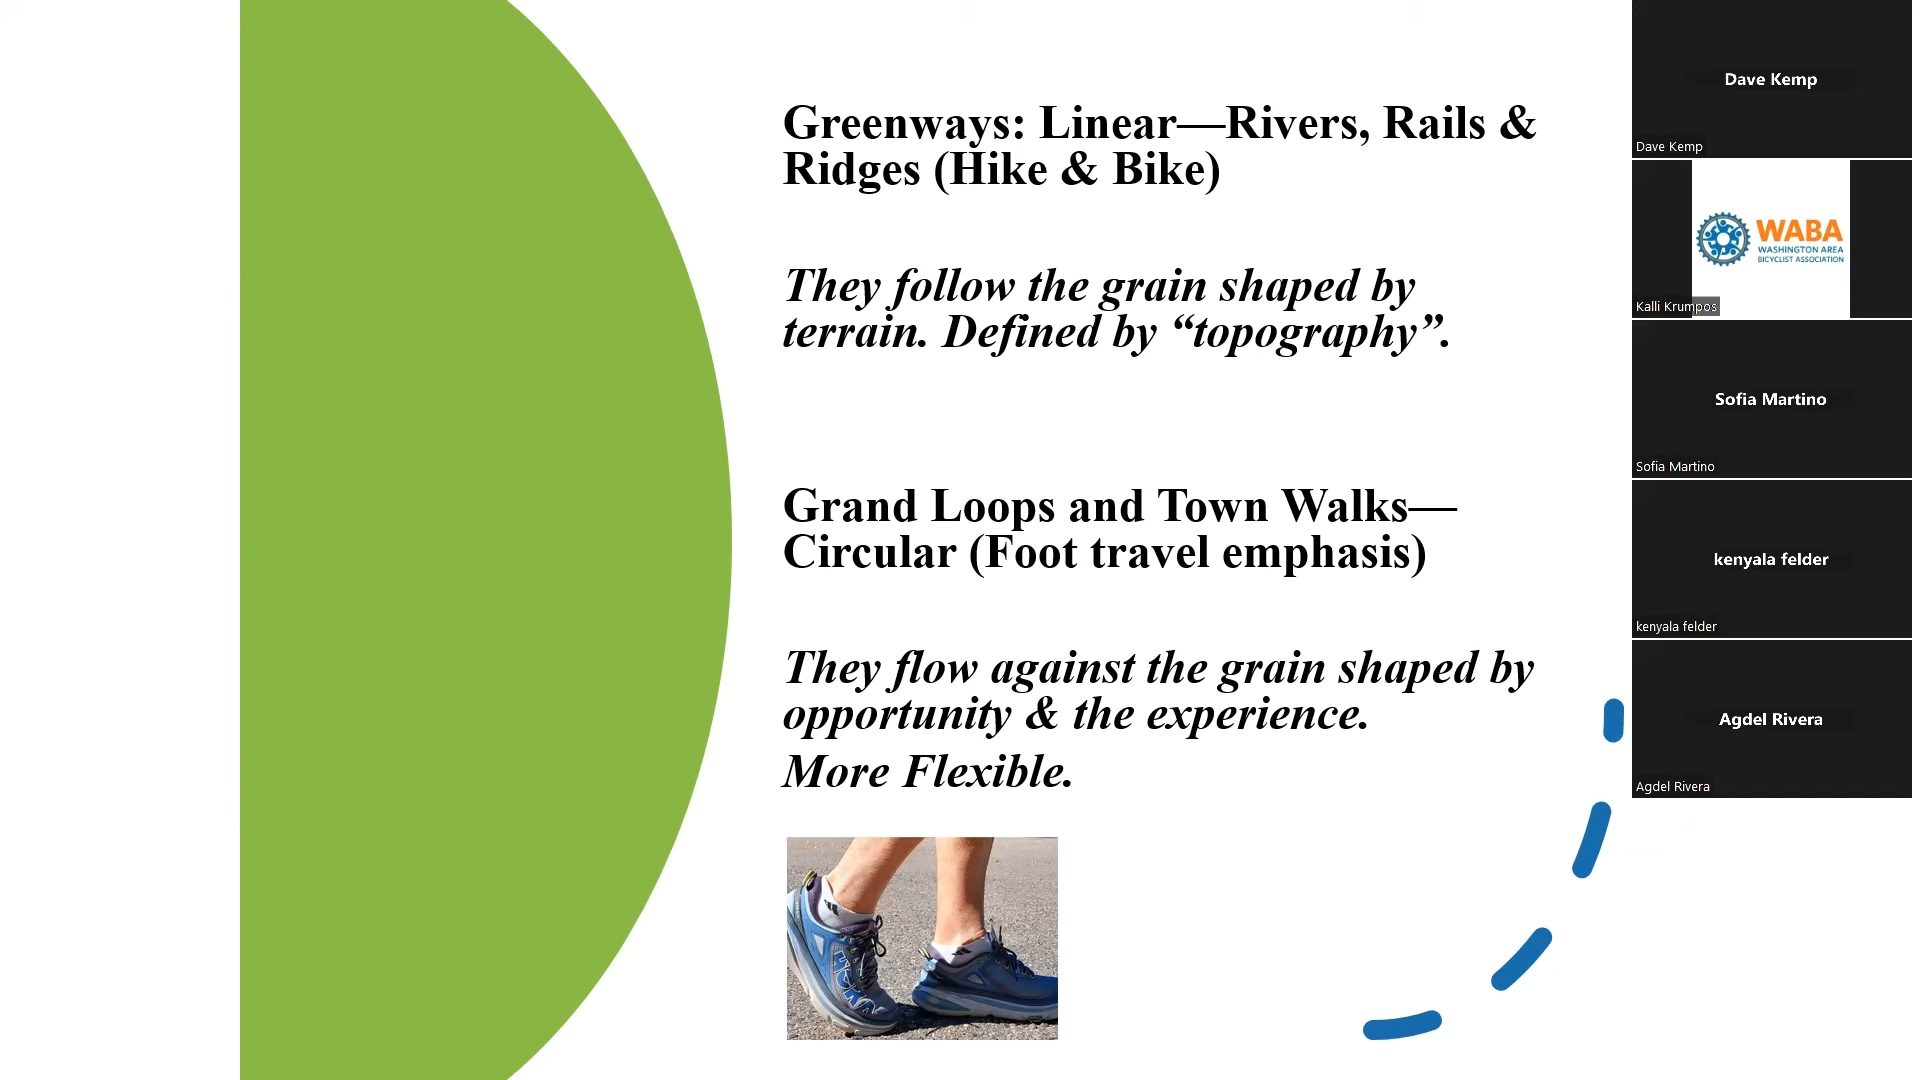 Greenways: Linear—Rivers, Rails &
Ridges (Hike & Bike)
They follow the grain shaped by
terrain. Defined by “topography”.
Grand Loops and Town Walks—
Circular (Foot travel emphasis)
They flow against the grain shaped by
opportunity & the experience.
More Flexible.
Dave Kemp
Dave Kemp
WABA
WASHINGTON AREA
BICYCLIST ASSOCIATION
Kalli Krumpos
Sofia Martino
Sofia Martino
kenyala felder
kenyala felder
Agdel Rivera
Agdel Rivera